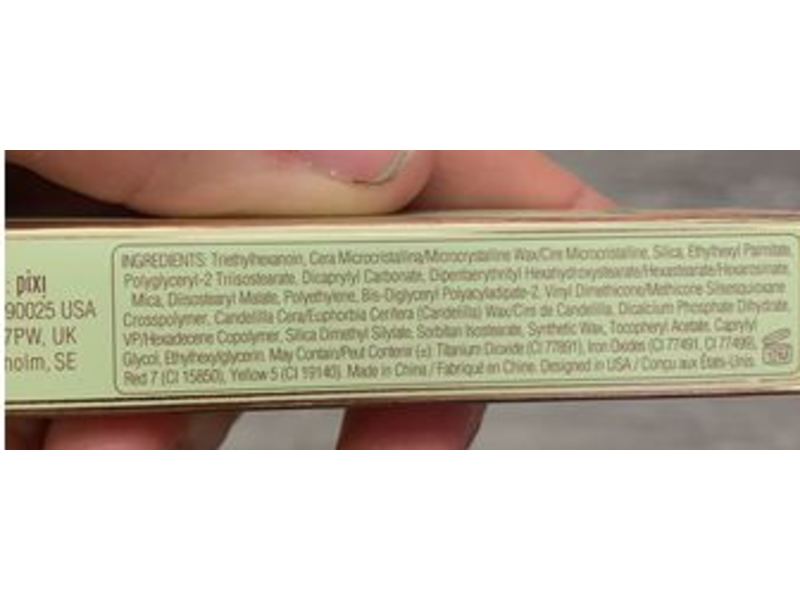 : pixi
90025 USA
7PW, UK
holm, SE
INGREDIENTS: Triethylhexanoin, Cera Microcristallina/Microcrystalline Wax/Cire Microcristalline, Silica, Ethylhexyl Palmitate,
Polyglyceryl-2 Triisostearate, Dicaprylyl Carbonate, Dipentaerythrityl Hexahydroxystearate/Hexastearate/Hexarosinate,
Mica, Diisostearyl Malate, Polyethylene, Bis-Diglyceryl Polyacyladipate-2, Vinyl Dimethicone/Methicone Silsesquioxane
Crosspolymer, Candelilla Cera/Euphorbia Cerifera (Candelilla) Wax/Cire de Candelilla, Dicalcium Phosphate Dihydrate,
VP/Hexadecene Copolymer, Silica Dimethyl Silylate, Sorbitan Isostearate, Synthetic Wax, Tocopheryl Acetate, Caprylyl
Glycol, Ethylhexylglycerin. May Contain/Peut Contenir (±): Titanium Dioxide (CI 77891), Iron Oxides (CI 77491, CI 77499),
Red 7 (CI 15850), Yellow 5 (CI 19140). Made in China / Fabriqué en Chine. Designed in USA / Conçu aux États-Unis.